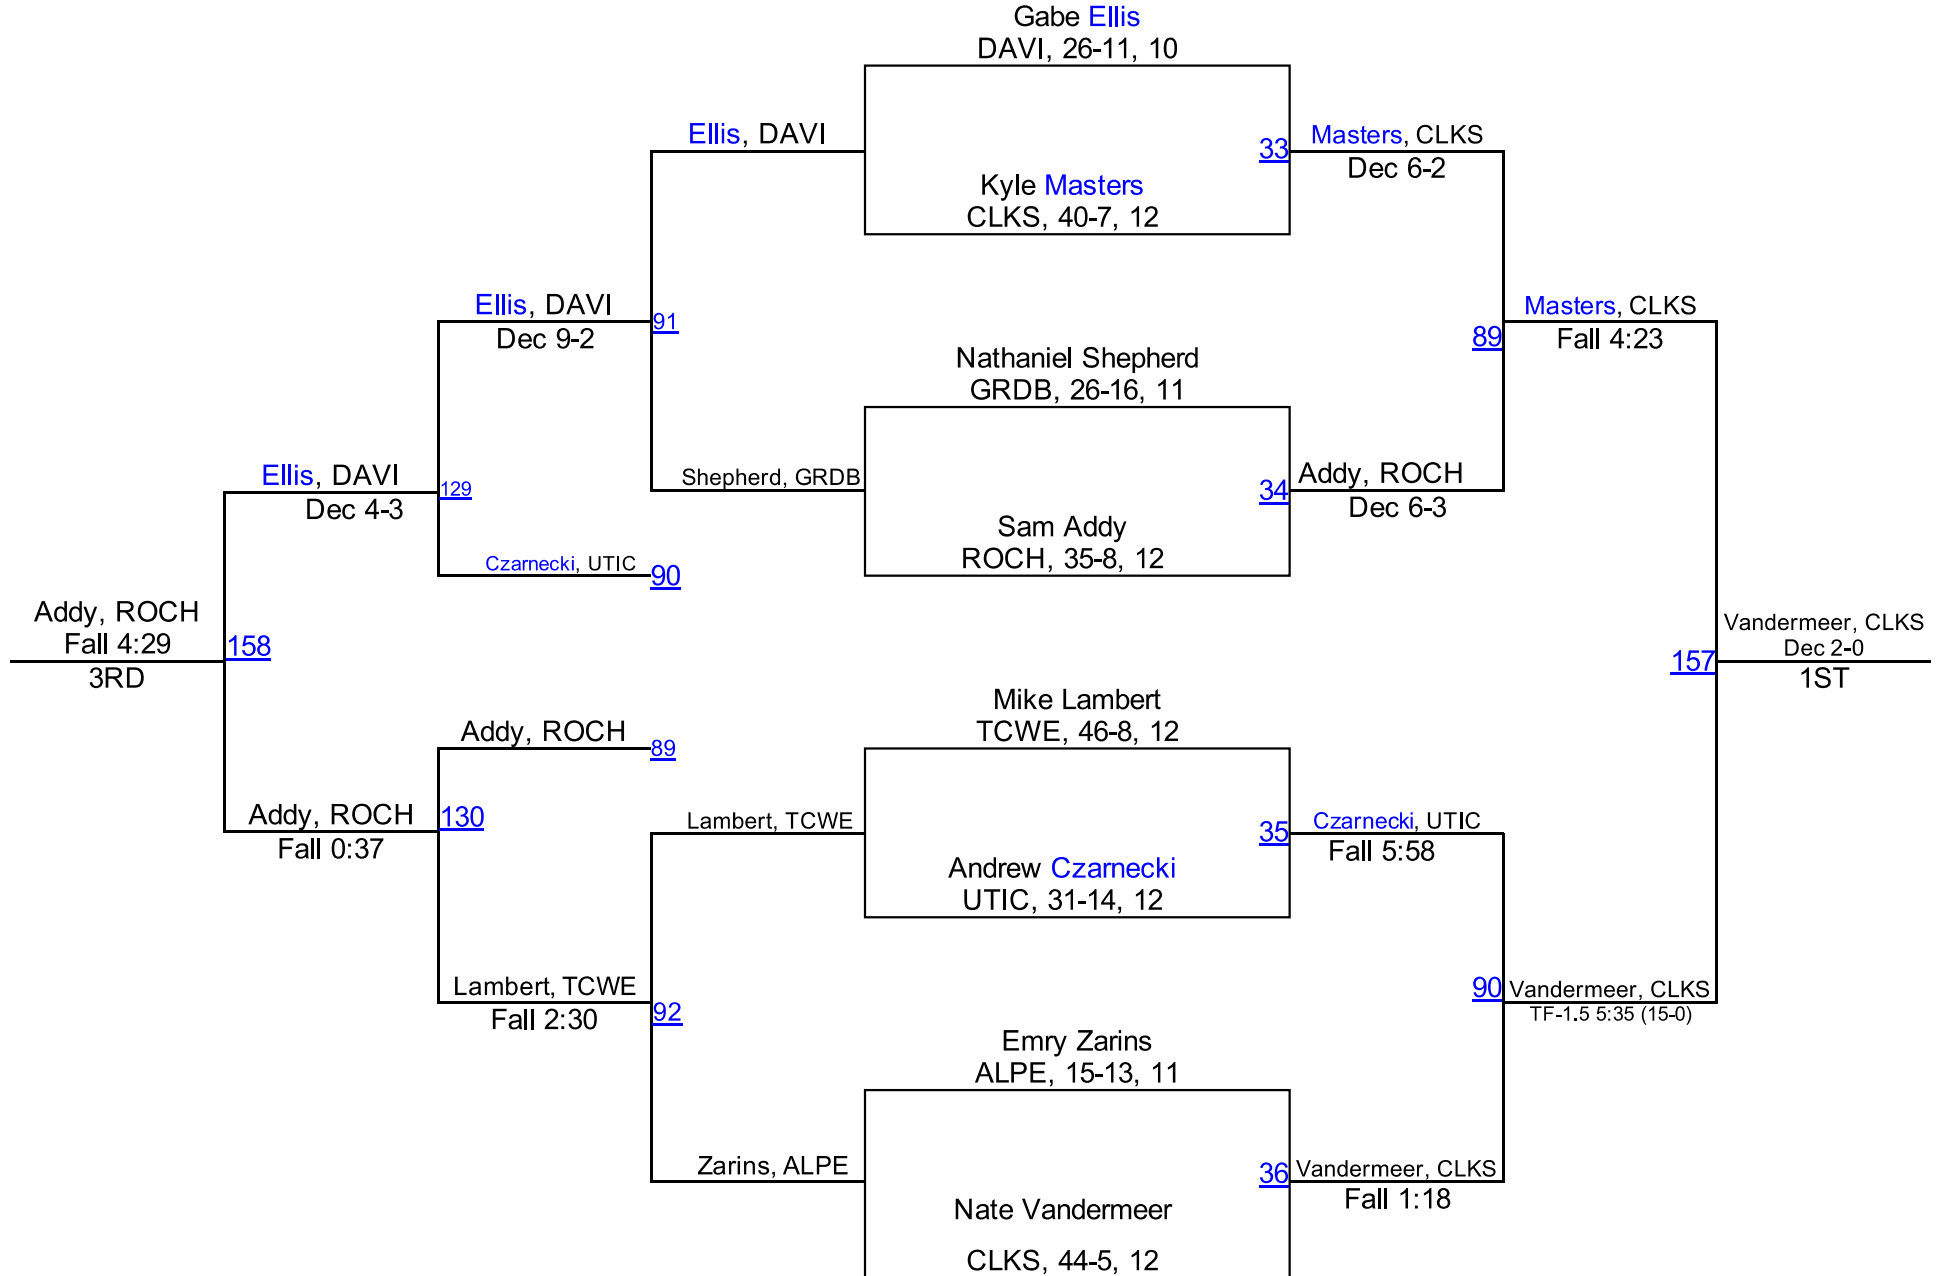 Gabe Ellis
DAVI, 26-11, 10
Ellis, DAVI
33
Masters, CLKS
Dec 6-2
Kyle Masters
CLKS, 40-7, 12
Ellis, DAVI
Dec 9-2
91
Masters, CLKS
Fall 4:23
89
Nathaniel Shepherd
GRDB, 26-16, 11
Ellis, DAVI
Dec 4-3
129
Shepherd, GRDB
34
Addy, ROCH
Dec 6-3
Sam Addy
ROCH, 35-8, 12
Czarnecki, UTIC
90
Addy, ROCH
Fall 4:29
3RD
158
157
Vandermeer, CLKS
Dec 2-0
1ST
Mike Lambert
TCWE, 46-8, 12
Addy, ROCH
89
Addy, ROCH
Fall 0:37
130
Lambert, TCWE
35
Czarnecki, UTIC
Fall 5:58
Andrew Czarnecki
UTIC, 31-14, 12
Lambert, TCWE
Fall 2:30
92
90
Vandermeer, CLKS
TF-1.5 5:35 (15-0)
Emry Zarins
ALPE, 15-13, 11
Zarins, ALPE
36
Vandermeer, CLKS
Fall 1:18
Nate Vandermeer
CLKS, 44-5, 12